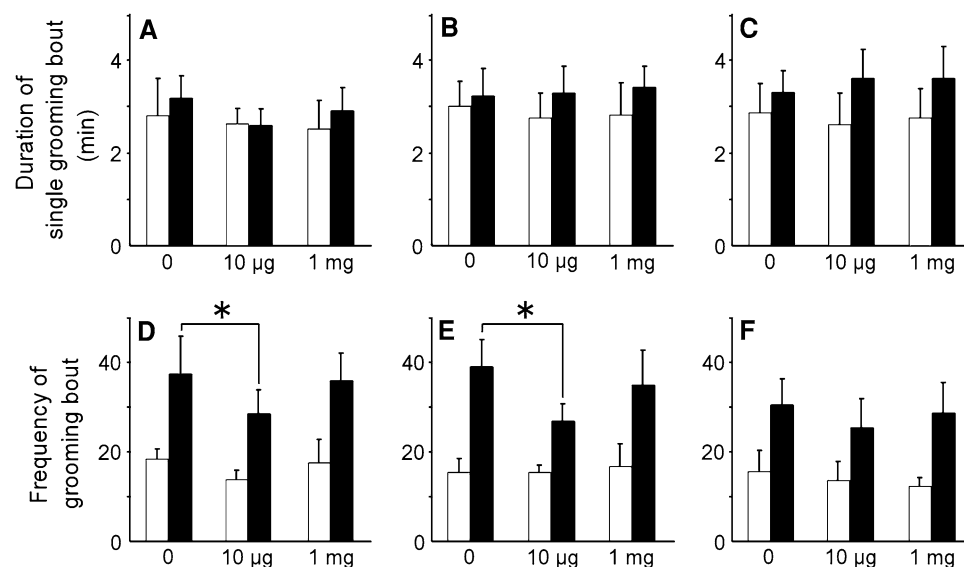 Duration of
single grooming bout
(min)
A
4
2
0
0 10 µg 1 mg
B
4
2
0
0 10 µg 1 mg
C
4
2
0
0 10 µg 1 mg
Frequency of
grooming bout
D
*
40
20
0
0 10 µg 1 mg
E
*
40
20
0
0 10 µg 1 mg
F
40
20
0
0 10 µg 1 mg